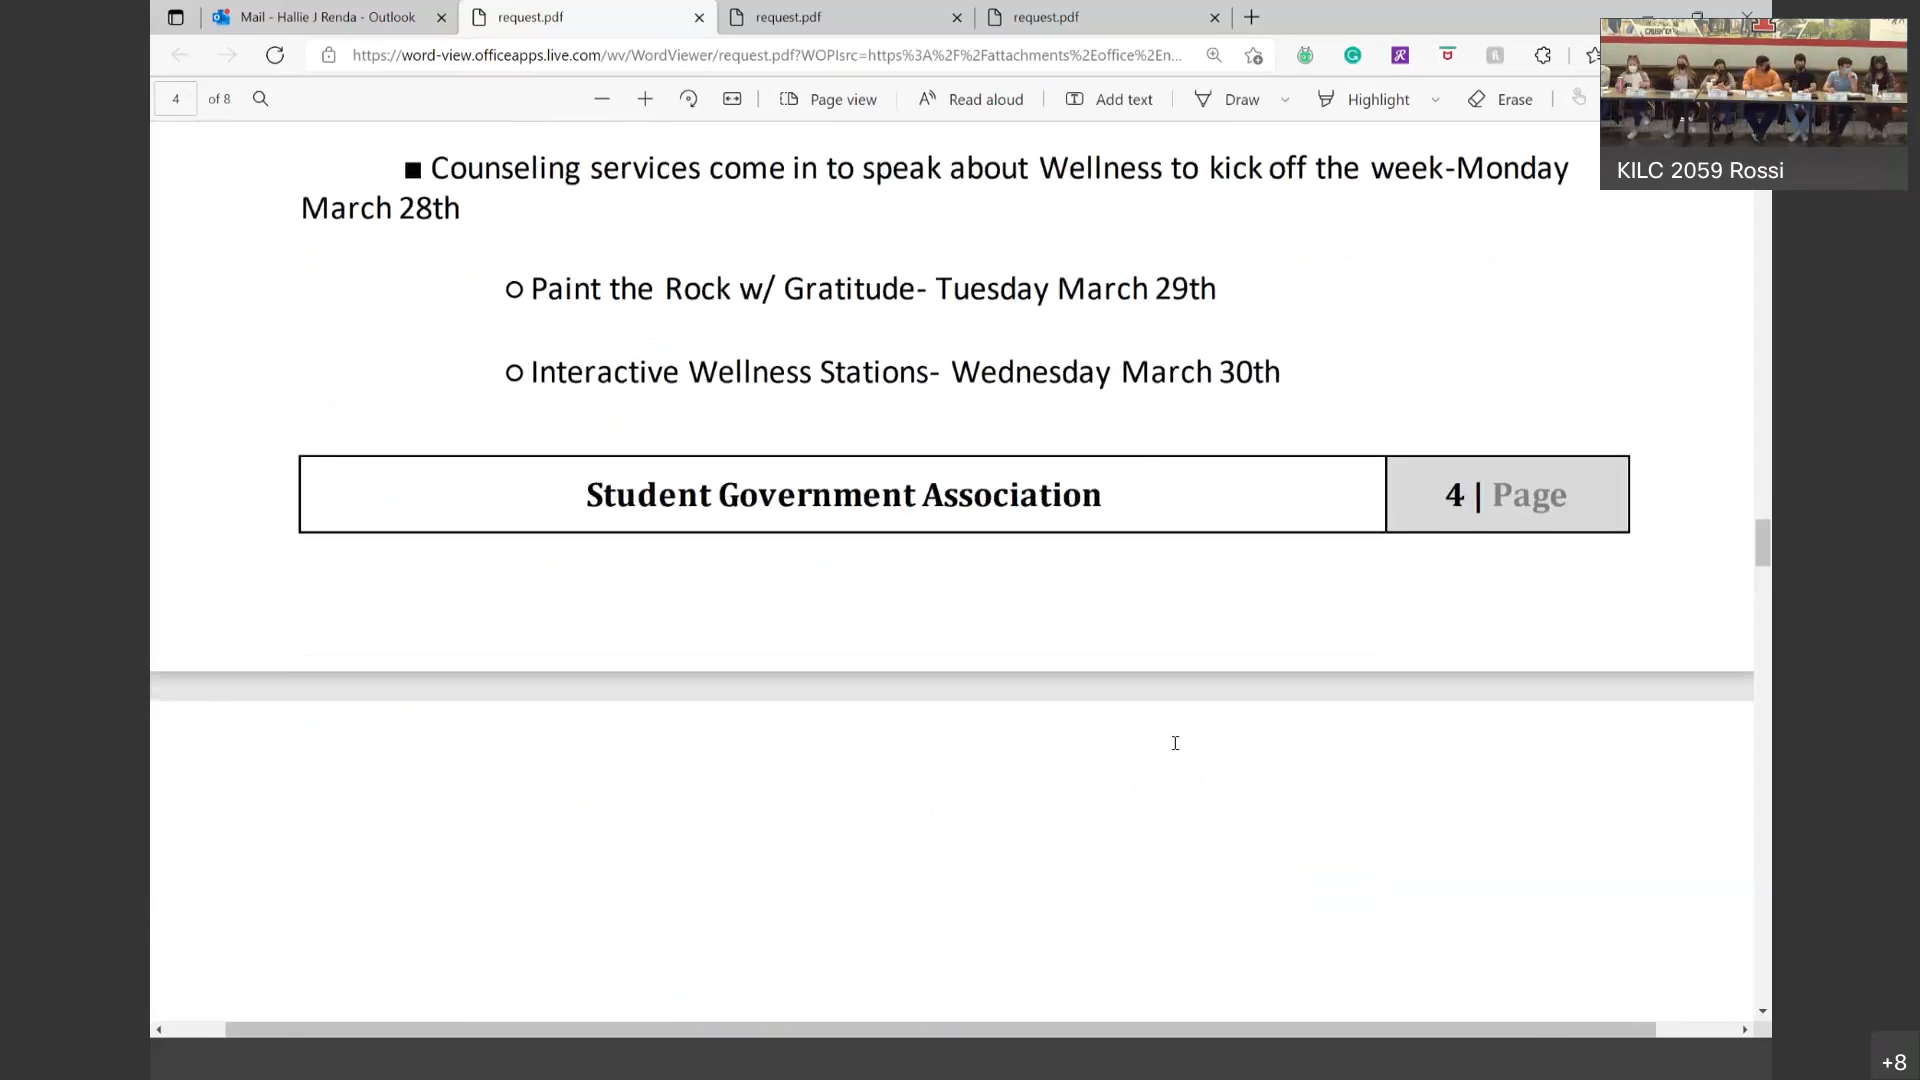 Mail - Hallie J Renda - Outlook
request.pdf
request.pdf
request.pdf
https://word-view.officeapps.live.com/wv/WordViewer/request.pdf?WOPIsrc=https%3A%2F%2Fattachments%2Eoffice%2En...
4 of 8
Page view
Read aloud
Add text
Draw
Highlight
Erase
KILC 2059 Rossi
■ Counseling services come in to speak about Wellness to kick off the week-Monday
March 28th
○ Paint the Rock w/ Gratitude- Tuesday March 29th
○ Interactive Wellness Stations- Wednesday March 30th
Student Government Association
4 | Page
+8